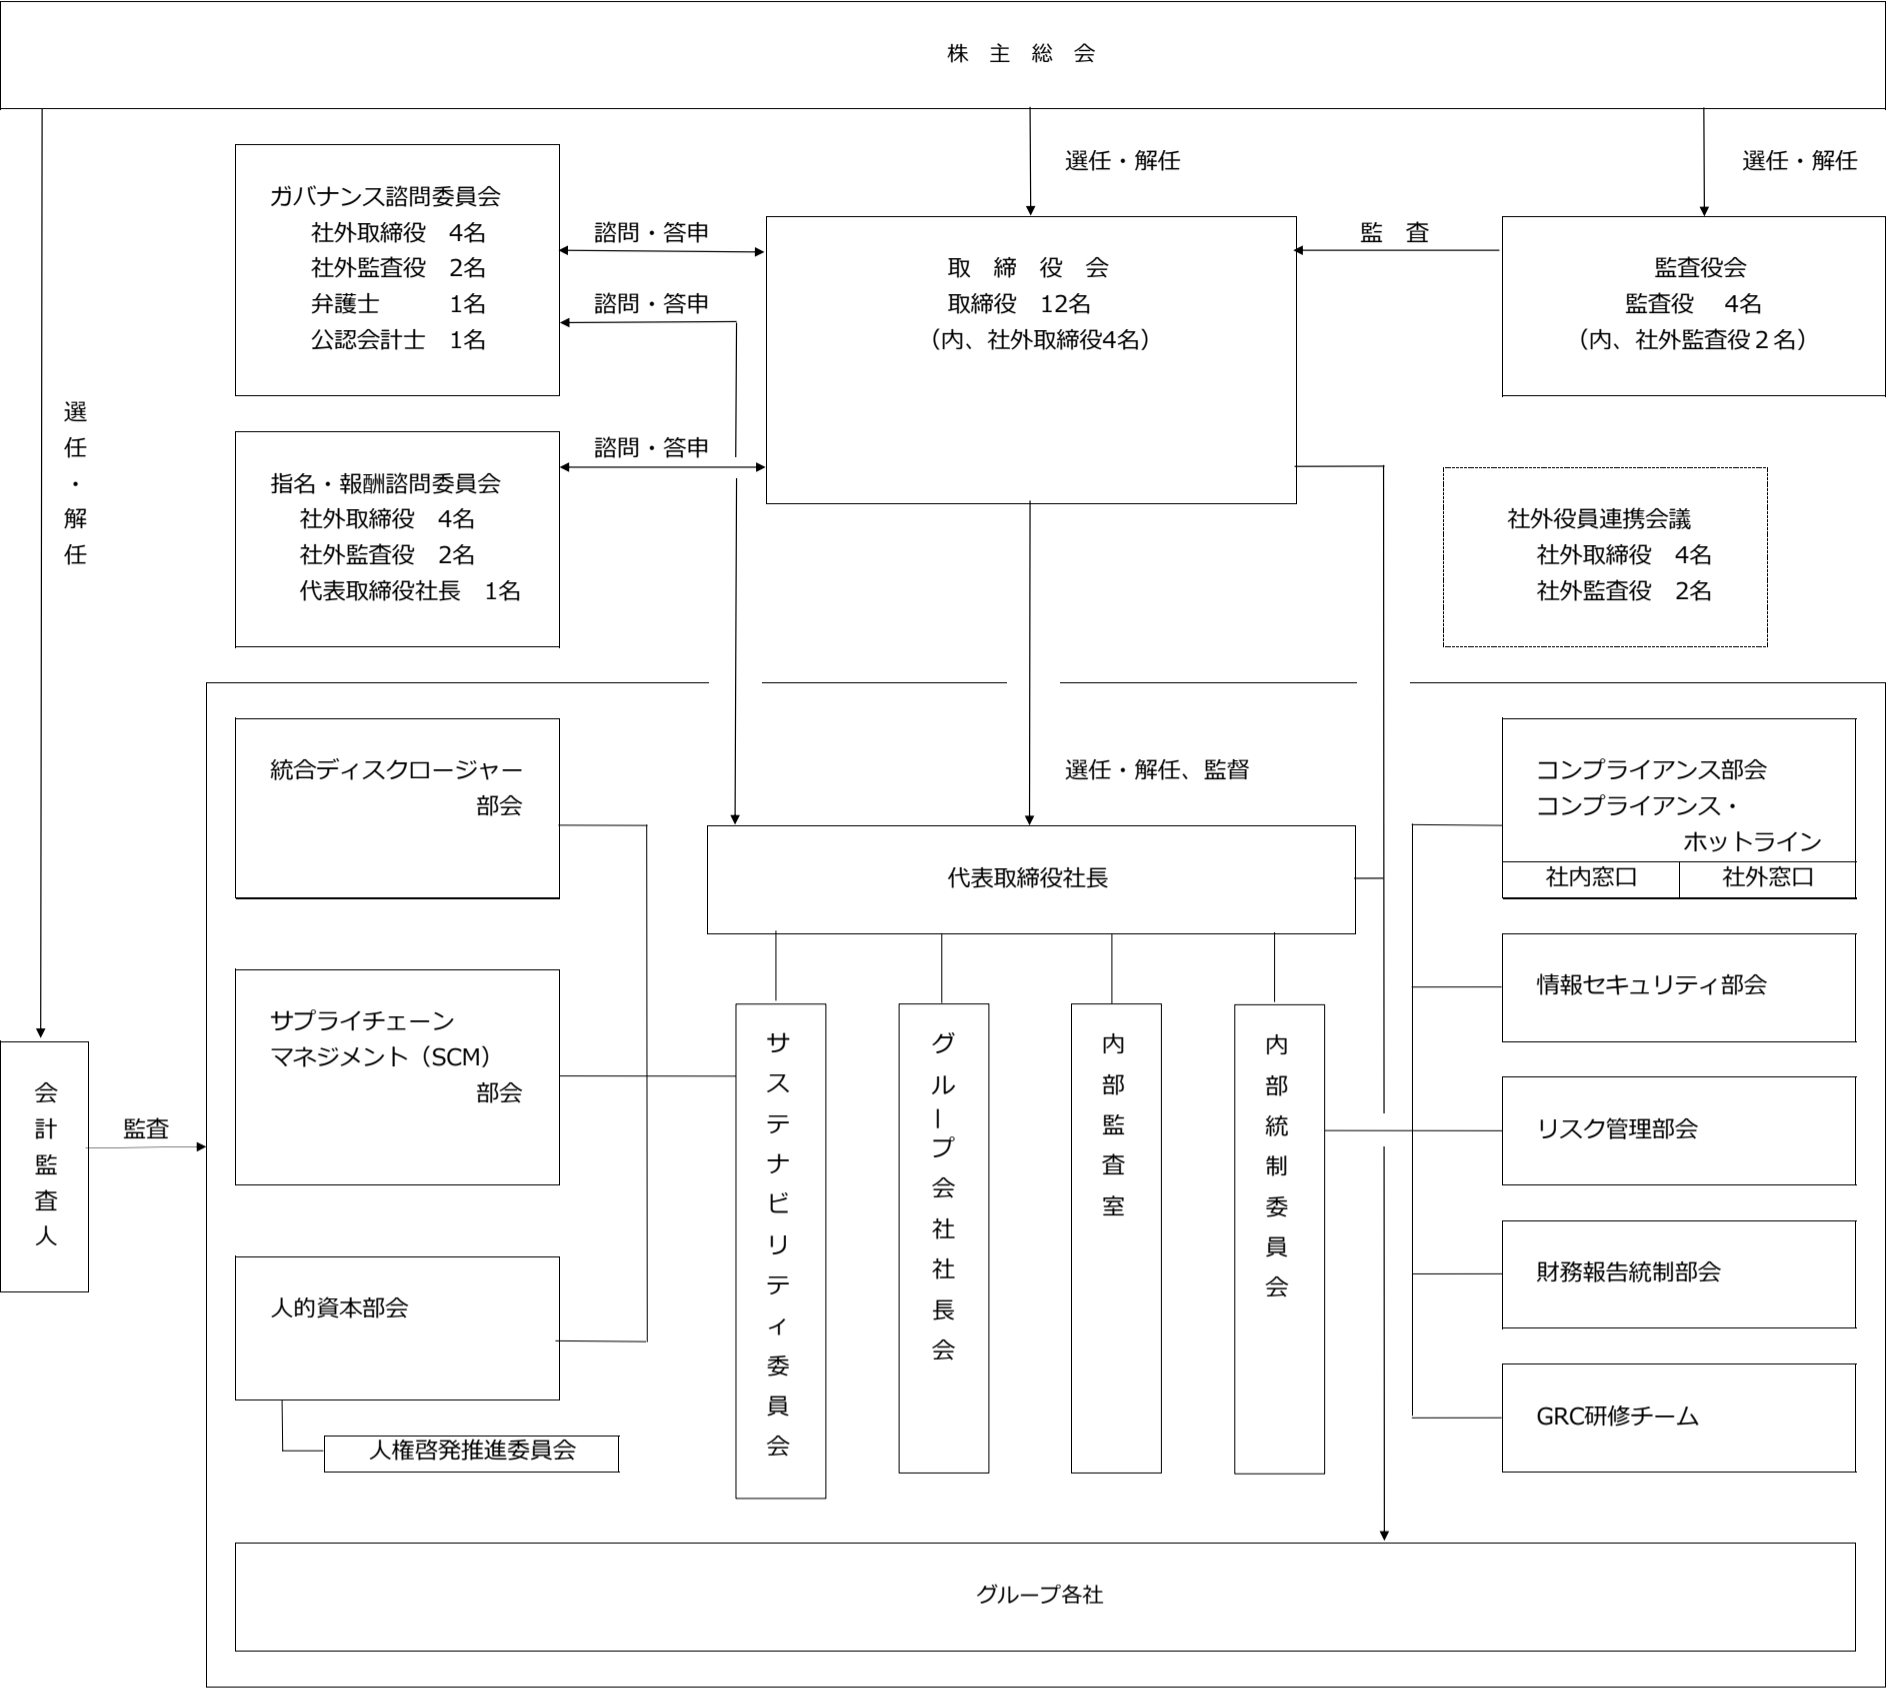 株　主　総　会
選任・解任
選任・解任
選任・解任
ガバナンス諮問委員会
社外取締役　4名
社外監査役　2名
弁護士　　　1名
公認会計士　1名
諮問・答申
諮問・答申
取　締　役　会
取締役　12名
（内、社外取締役4名）
監　査
監査役会
監査役　4名
（内、社外監査役２名）
指名・報酬諮問委員会
社外取締役　4名
社外監査役　2名
代表取締役社長　1名
諮問・答申
社外役員連携会議
社外取締役　4名
社外監査役　2名
選任・解任、監督
代表取締役社長
統合ディスクロージャー
部会
サプライチェーン
マネジメント（SCM）
部会
人的資本部会
人権啓発推進委員会
サステナビリティ委員会
グループ会社社長会
内部監査室
内部統制委員会
コンプライアンス部会
コンプライアンス・
ホットライン
社内窓口
社外窓口
情報セキュリティ部会
リスク管理部会
財務報告統制部会
GRC研修チーム
会計監査人
監査
グループ各社